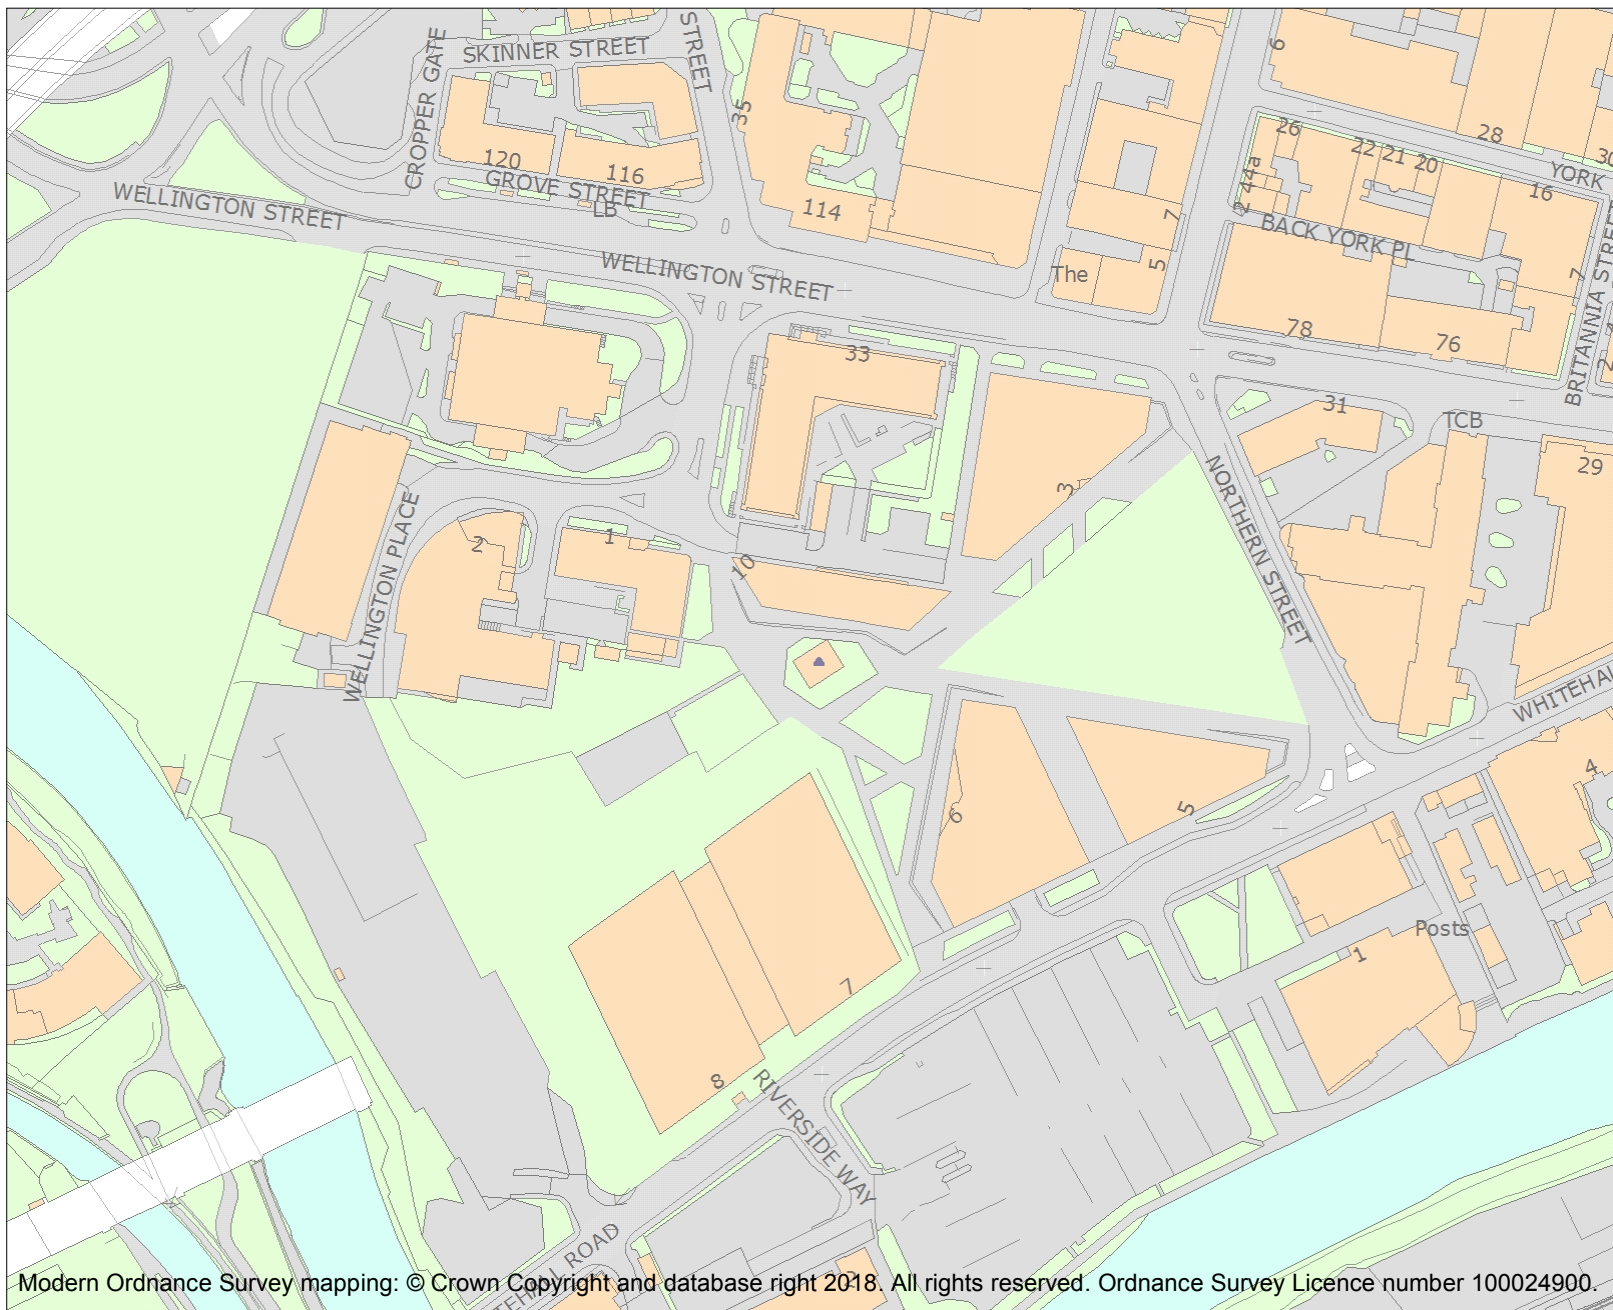 SKINNER STREET
STREET
CROPPER GATE
35
6
26
22
21
20
28
30
YORK
120
116
GROVE STREET
LB
114
WELLINGTON STREET
WELLINGTON STREET
2
44a
16
BACK YORK PL
7
5
The
7
BRITANNIA STREET
78
76
33
31
TCB
29
3
NORTHERN STREET
WELLINGTON PLACE
2
1
10
WHITEHAL
4
6
5
7
8
1
Posts
RIVERSIDE WAY
TEHALL ROAD
Modern Ordnance Survey mapping: © Crown Copyright and database right 2018. All rights reserved. Ordnance Survey Licence number 100024900.